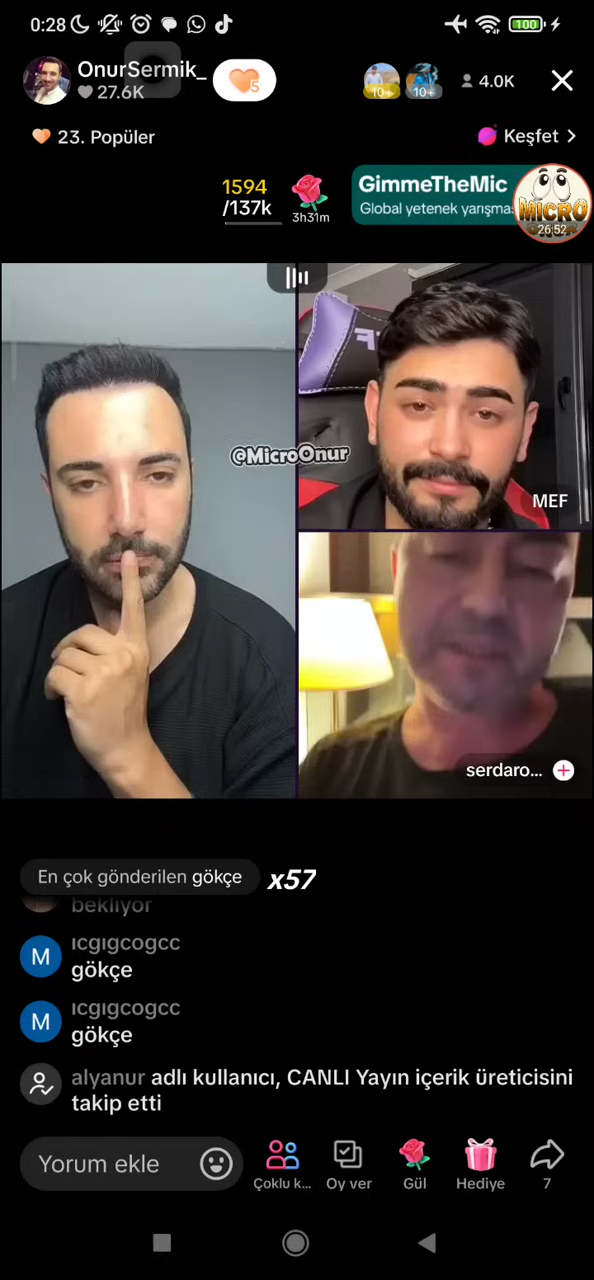 0:28
100
OnurSermik_
27.6K
5
10+
10+
4.0K
23. Popüler
Keşfet
1594
/137k
3h31m
GimmeTheMic
Global yetenek yarışma
MICRO
26:52
@MicroOnur
MEF
serdaro...
En çok gönderilen gökçe
x57
bekliyor
ıcgıgcogcc
gökçe
ıcgıgcogcc
gökçe
alyanur adlı kullanıcı, CANLI Yayın içerik üreticisini
takip etti
M
M
Yorum ekle
Çoklu k...
Oy ver
Gül
Hediye
7